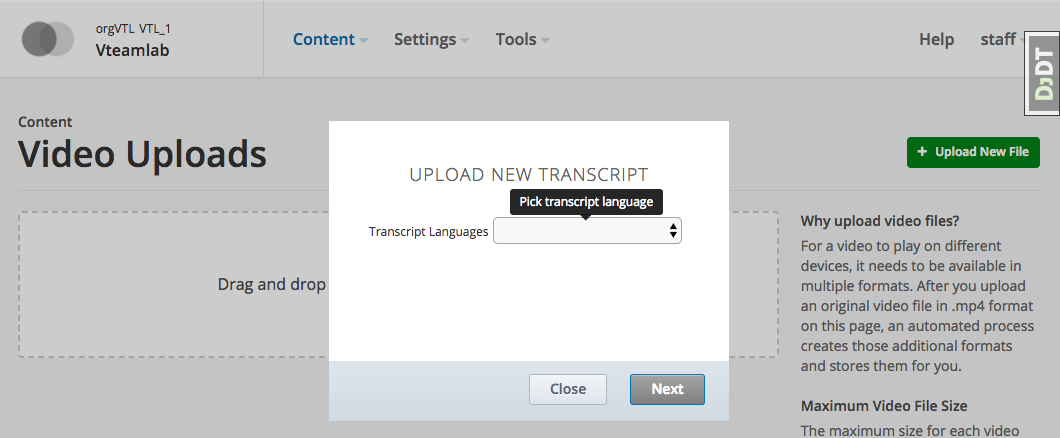 orgVTL VTL_1
Vteamlab
Content
Settings
Tools
Help
staff
DjDT
Content
Video Uploads
+ Upload New File
UPLOAD NEW TRANSCRIPT
Pick transcript language
Transcript Languages
Close
Next
Drag and drop
Why upload video files?
For a video to play on different
devices, it needs to be available in
multiple formats. After you upload
an original video file in .mp4 format
on this page, an automated process
creates those additional formats
and stores them for you.
Maximum Video File Size
The maximum size for each video